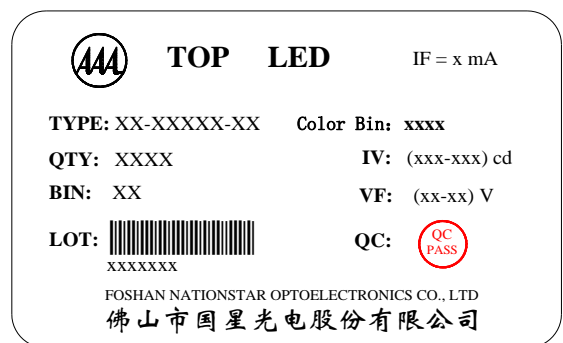 AAA TOP LED IF = x mA
TYPE: XX-XXXXX-XX Color Bin: xxxx
QTY: XXXX IV: (xxx-xxx) cd
BIN: XX VF: (xx-xx) V
LOT: QC: QC PASS
xxxxxxx
FOSHAN NATIONSTAR OPTOELECTRONICS CO., LTD
佛山市国星光电股份有限公司